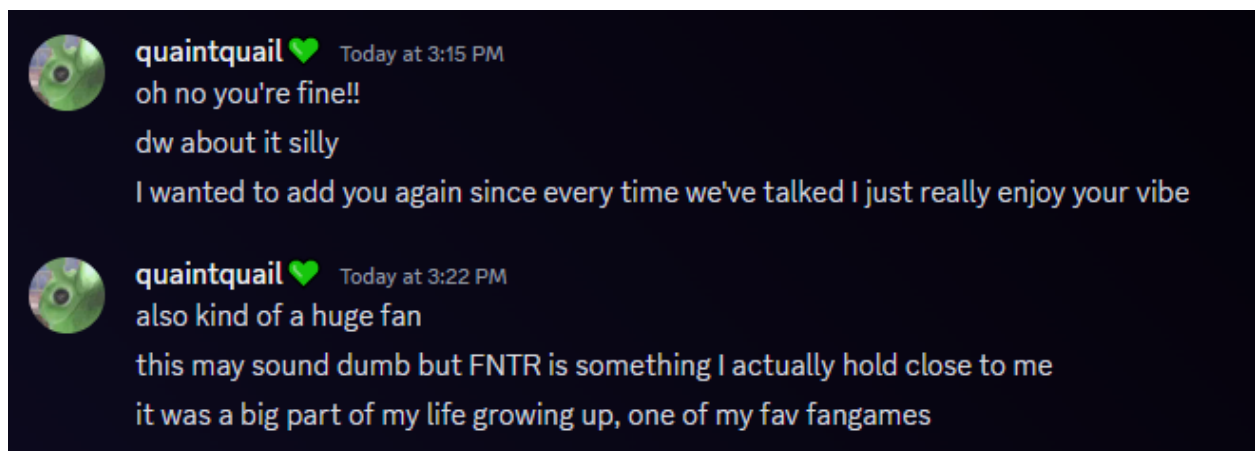 quaintquail💚 Today at 3:15 PM
oh no you're fine!!
dw about it silly
I wanted to add you again since every time we've talked I just really enjoy your vibe
quaintquail💚 Today at 3:22 PM
also kind of a huge fan
this may sound dumb but FNTR is something I actually hold close to me
it was a big part of my life growing up, one of my fav fangames